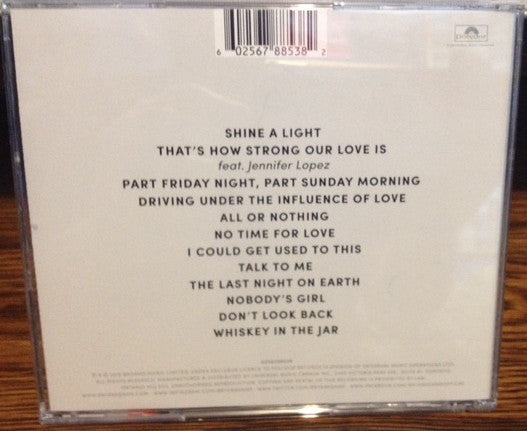 6 02567 88538 2
polydor
SHINE A LIGHT
THAT'S HOW STRONG OUR LOVE IS
feat. Jennifer Lopez
PART FRIDAY NIGHT, PART SUNDAY MORNING
DRIVING UNDER THE INFLUENCE OF LOVE
ALL OR NOTHING
NO TIME FOR LOVE
I COULD GET USED TO THIS
TALK TO ME
THE LAST NIGHT ON EARTH
NOBODY'S GIRL
DON'T LOOK BACK
WHISKEY IN THE JAR